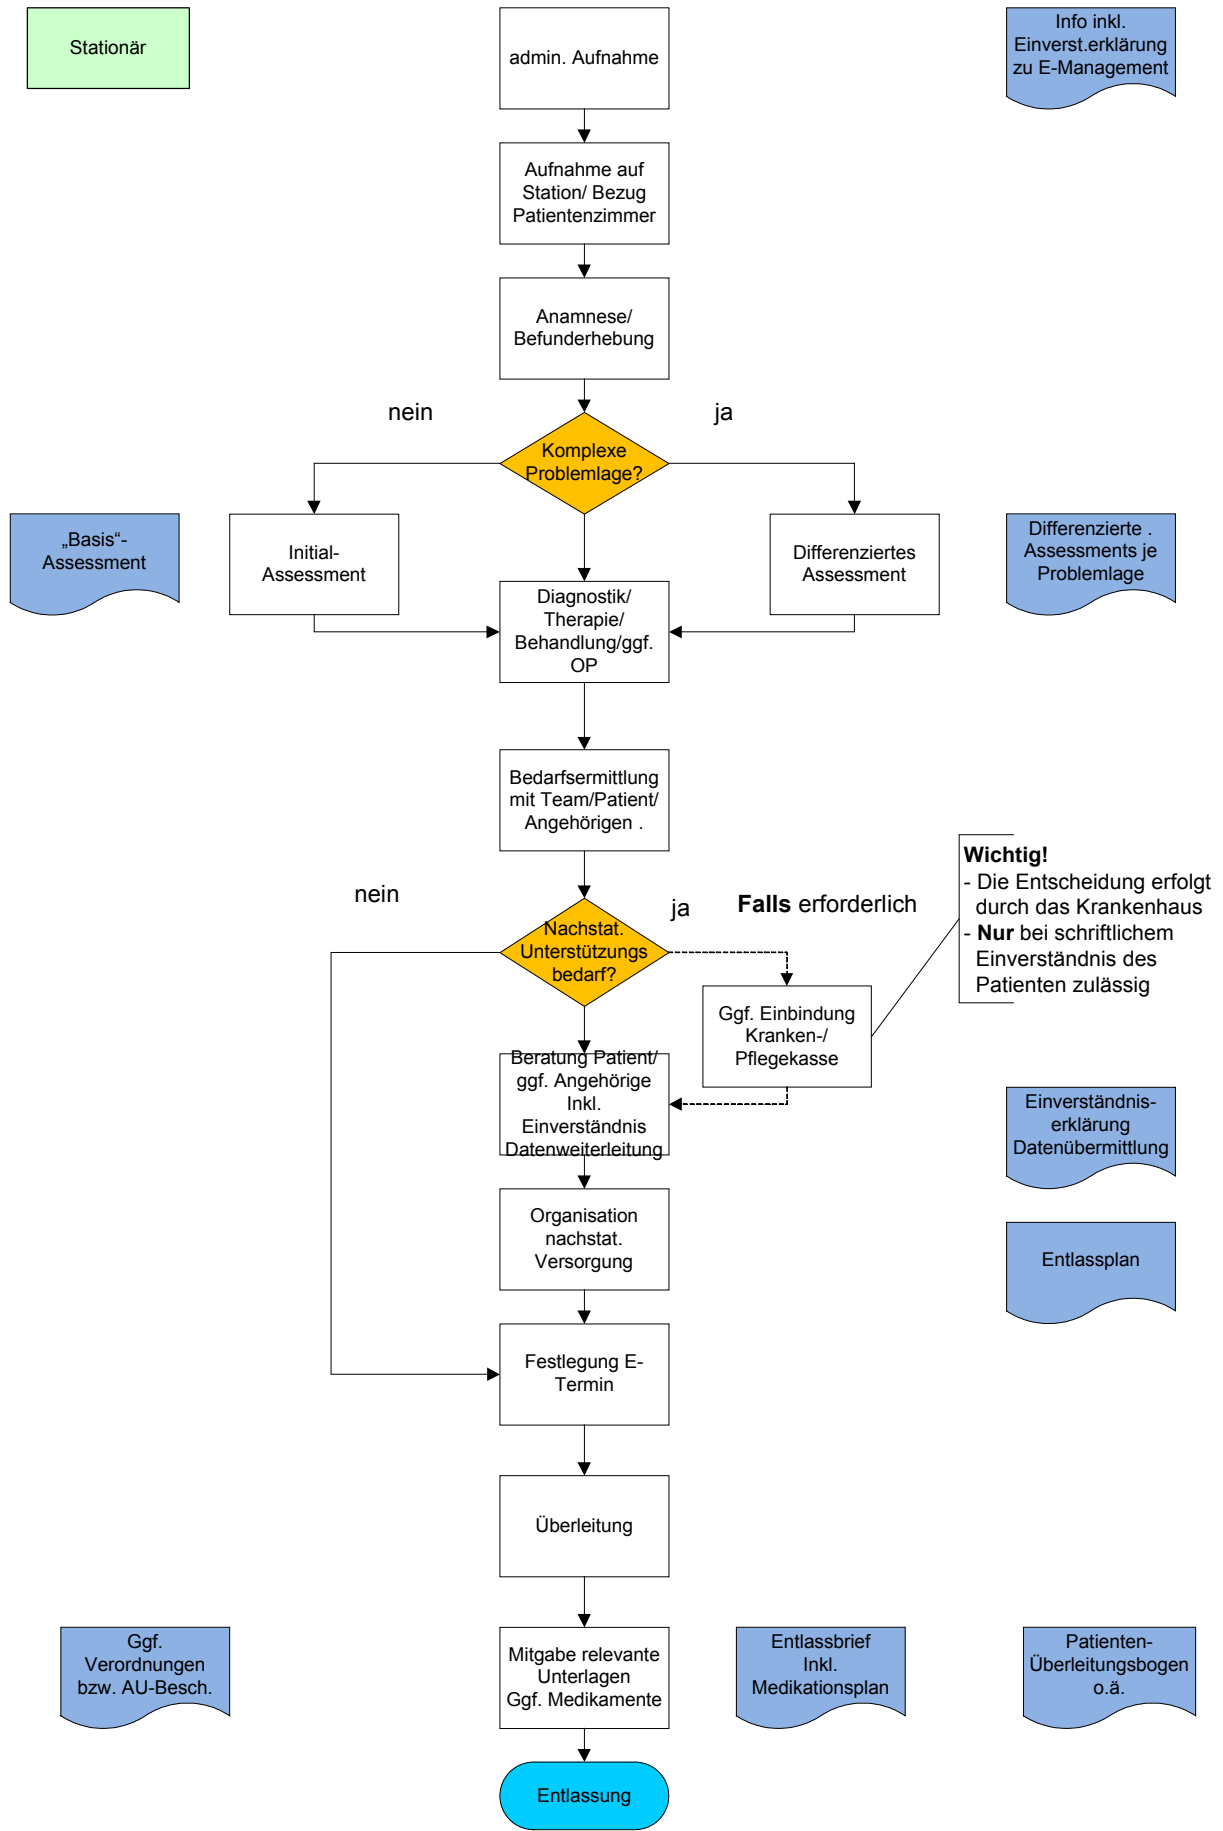 Stationär
admin. Aufnahme
Info inkl.
Einverst.erklärung
zu E-Management
Aufnahme auf
Station/ Bezug
Patientenzimmer
Anamnese/
Befunderhebung
nein
ja
Komplexe
Problemlage?
„Basis“-
Assessment
Initial-
Assessment
Differenziertes
Assessment
Differenzierte .
Assessments je
Problemlage
Diagnostik/
Therapie/
Behandlung/ggf.
OP
Bedarfsermittlung
mit Team/Patient/
Angehörigen .
nein
ja
Falls erforderlich
Wichtig!
- Die Entscheidung erfolgt
durch das Krankenhaus
- Nur bei schriftlichem
Einverständnis des
Patienten zulässig
Nachstat.
Unterstützungs
bedarf?
Ggf. Einbindung
Kranken-/
Pflegekasse
Beratung Patient/
ggf. Angehörige
Inkl.
Einverständnis
Datenweiterleitung
Einverständnis-
erklärung
Datenübermittlung
Organisation
nachstat.
Versorgung
Entlassplan
Festlegung E-
Termin
Überleitung
Ggf.
Verordnungen
bzw. AU-Besch.
Mitgabe relevante
Unterlagen
Ggf. Medikamente
Entlassbrief
Inkl.
Medikationsplan
Patienten-
Überleitungsbogen
o.ä.
Entlassung